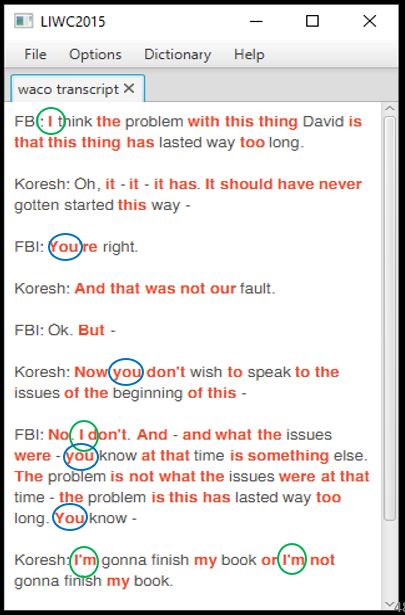 LIWC2015
File Options Dictionary Help
waco transcript
FBI: I think the problem with this thing David is
that this thing has lasted way too long.
Koresh: Oh, it - it - it has. It should have never
gotten started this way -
FBI: You're right.
Koresh: And that was not our fault.
FBI: Ok. But -
Koresh: Now you don't wish to speak to the
issues of the beginning of this -
FBI: No, I don't. And - and what the issues
were - you know at that time is something else.
The problem is not what the issues were at that
time - the problem is this has lasted way too
long. You know -
Koresh: I'm gonna finish my book or I'm not
gonna finish my book.